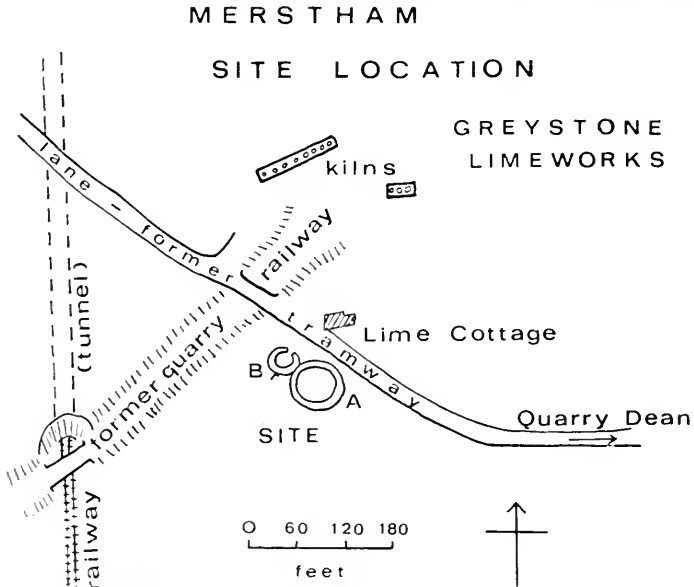 MERSTHAM
SITE LOCATION
GREYSTONE
LIMEWORKS
kilns
lane - former tramway
former quarry railway
(tunnel)
Lime Cottage
B
A
SITE
Quarry Dean
railway
0 60 120 180
feet